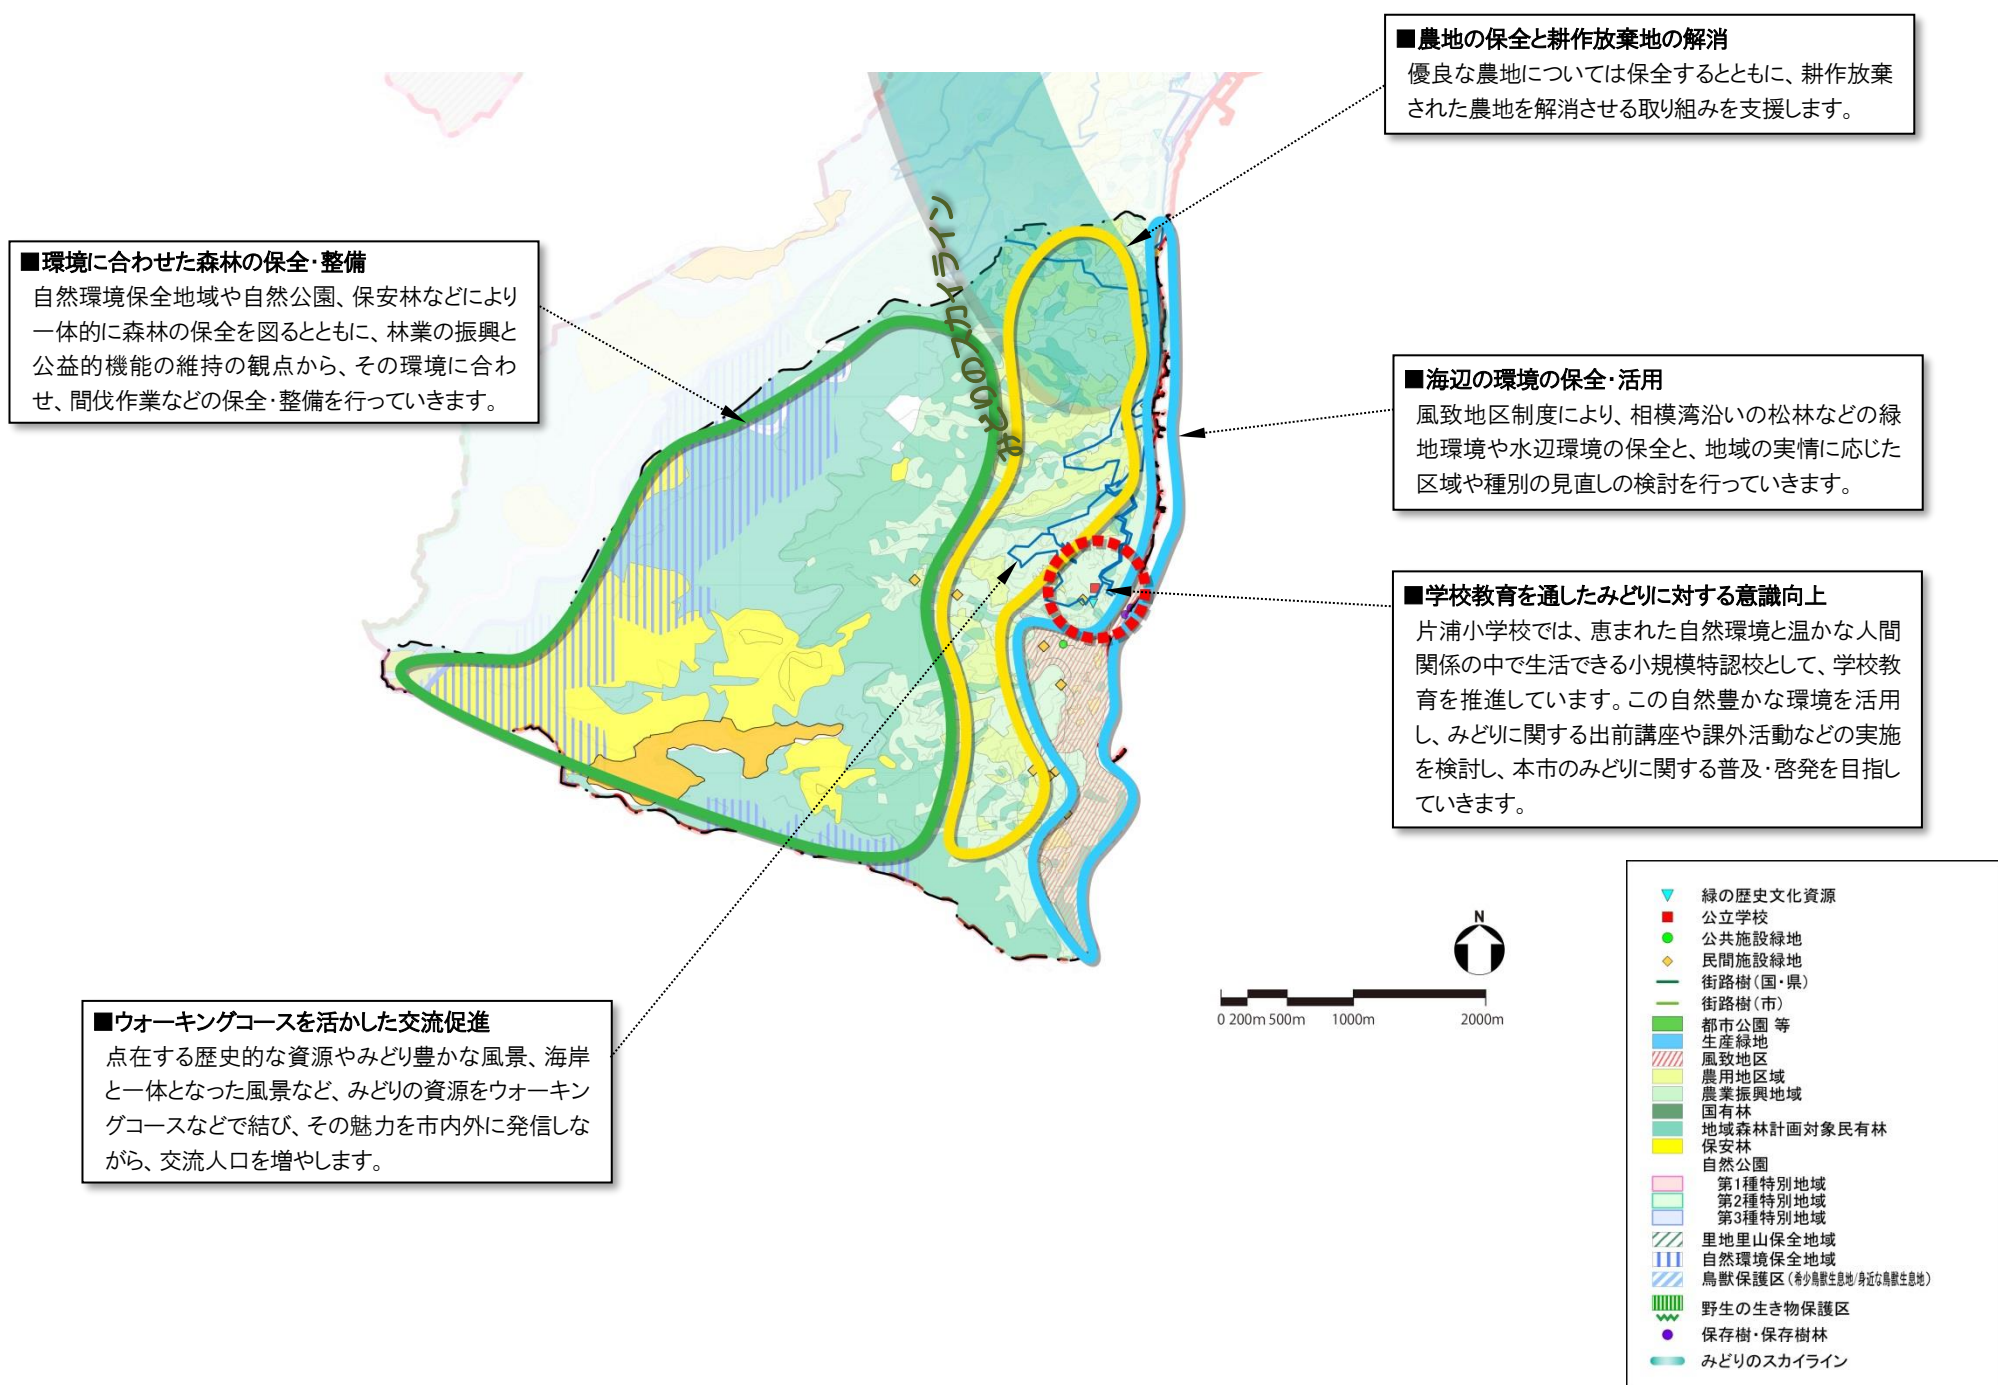 ■農地の保全と耕作放棄地の解消
優良な農地については保全するとともに、耕作放棄
された農地を解消させる取り組みを支援します。
みどりのスカイライン
■環境に合わせた森林の保全・整備
自然環境保全地域や自然公園、保安林などにより
一体的に森林の保全を図るとともに、林業の振興と
公益的機能の維持の観点から、その環境に合わ
せ、間伐作業などの保全・整備を行っていきます。
■海辺の環境の保全・活用
風致地区制度により、相模湾沿いの松林などの緑
地環境や水辺環境の保全と、地域の実情に応じた
区域や種別の見直しの検討を行っていきます。
■学校教育を通したみどりに対する意識向上
片浦小学校では、恵まれた自然環境と温かな人間
関係の中で生活できる小規模特認校として、学校教
育を推進しています。この自然豊かな環境を活用
し、みどりに関する出前講座や課外活動などの実施
を検討し、本市のみどりに関する普及・啓発を目指し
ていきます。
■ウォーキングコースを活かした交流促進
点在する歴史的な資源やみどり豊かな風景、海岸
と一体となった風景など、みどりの資源をウォーキン
グコースなどで結び、その魅力を市内外に発信しな
がら、交流人口を増やします。
N
0 200m 500m 1000m 2000m
緑の歴史文化資源
公立学校
公共施設緑地
民間施設緑地
街路樹(国・県)
街路樹(市)
都市公園 等
生産緑地
風致地区
農用地区域
農業振興地域
国有林
地域森林計画対象民有林
保安林
自然公園
第1種特別地域
第2種特別地域
第3種特別地域
里地里山保全地域
自然環境保全地域
鳥獣保護区(希少鳥獣生息地/身近な鳥獣生息地)
野生の生き物保護区
保存樹・保存樹林
みどりのスカイライン